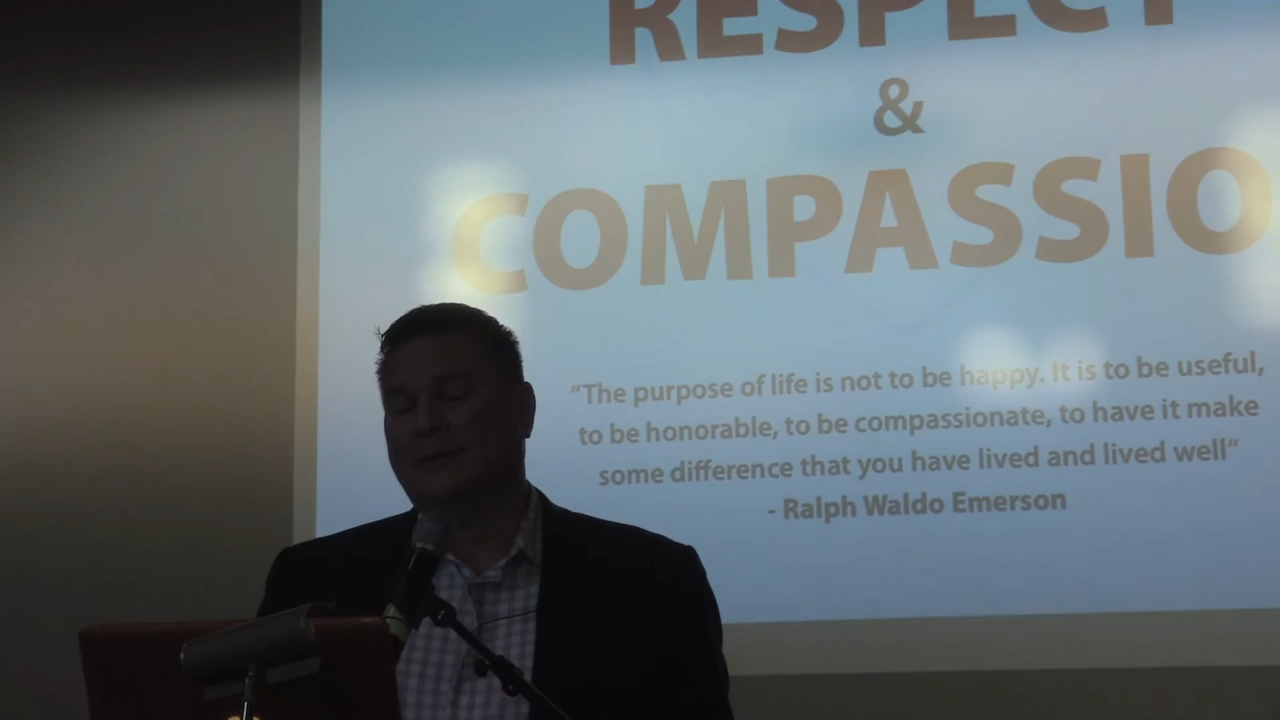 RESPECT
&
COMPASSIO
“The purpose of life is not to be happy. It is to be useful,
to be honorable, to be compassionate, to have it make
some difference that you have lived and lived well“
- Ralph Waldo Emerson